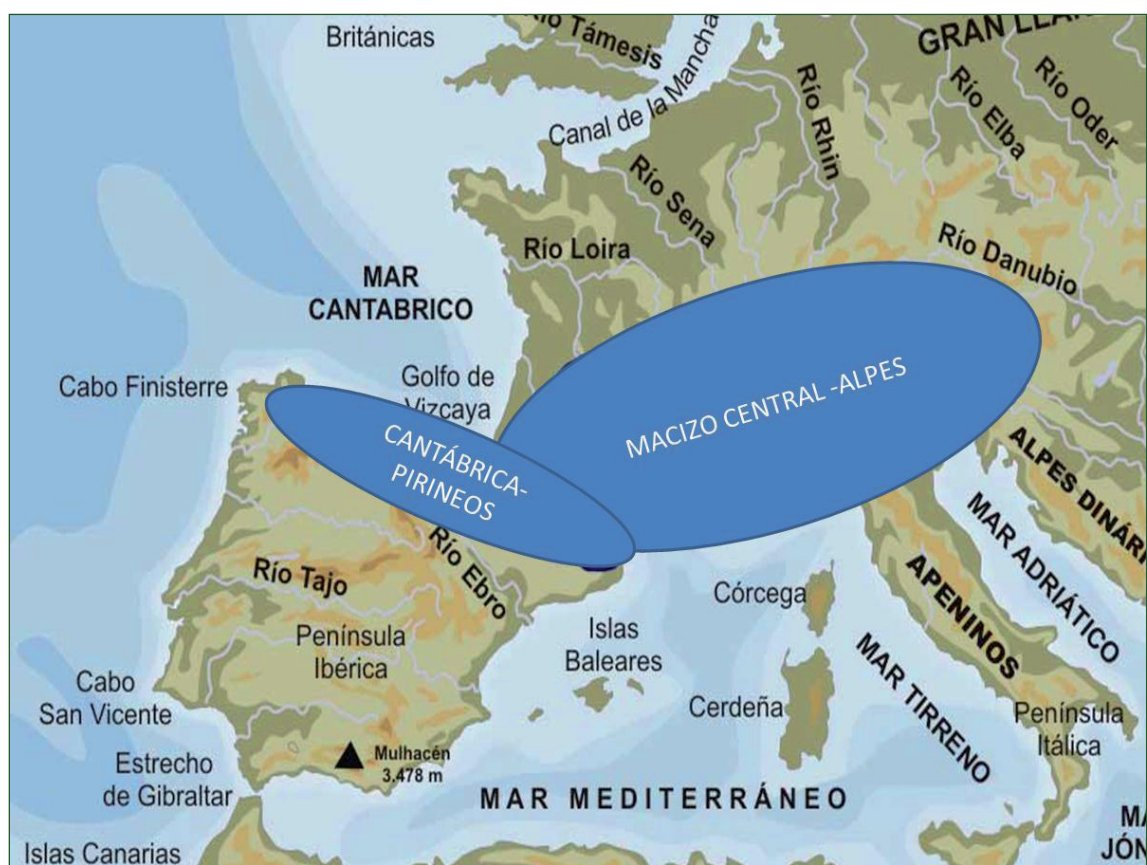 Británicas
Río Támesis
Canal de la Mancha
GRAN
Río Rhin
Río Elba
Río Oder
Río Sena
Río Loira
Río Danubio
MAR
CANTABRICO
Cabo Finisterre
Golfo de
Vizcaya
MACIZO CENTRAL -ALPES
CANTÁBRICA-
PIRINEOS
ALPES DINÁR
MAR ADRIÁTICO
Río Ebro
Río Tajo
Córcega
APENINOS
Península
Ibérica
Islas
Baleares
Cabo
San Vicente
Cerdeña
MAR TIRRENO
Península
Itálica
Mulhacén
3.478 m
Estrecho
de Gibraltar
MAR MEDITERRÁNEO
Islas Canarias
JÓN